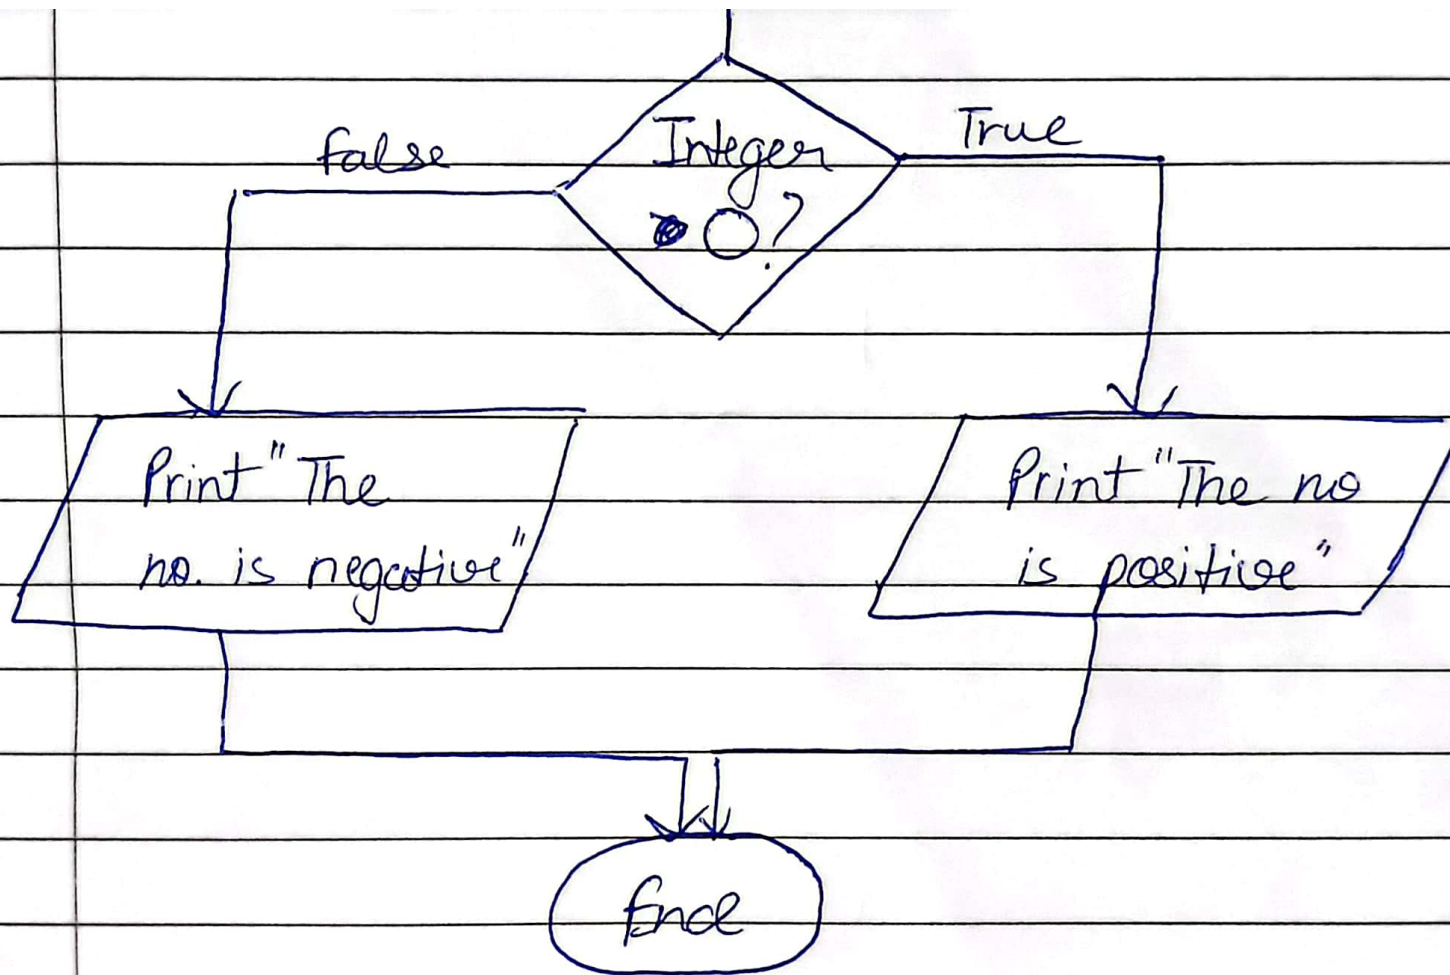 False
True
Integer
0?
Print "The
no. is negative"
Print "The no
is positive"
End